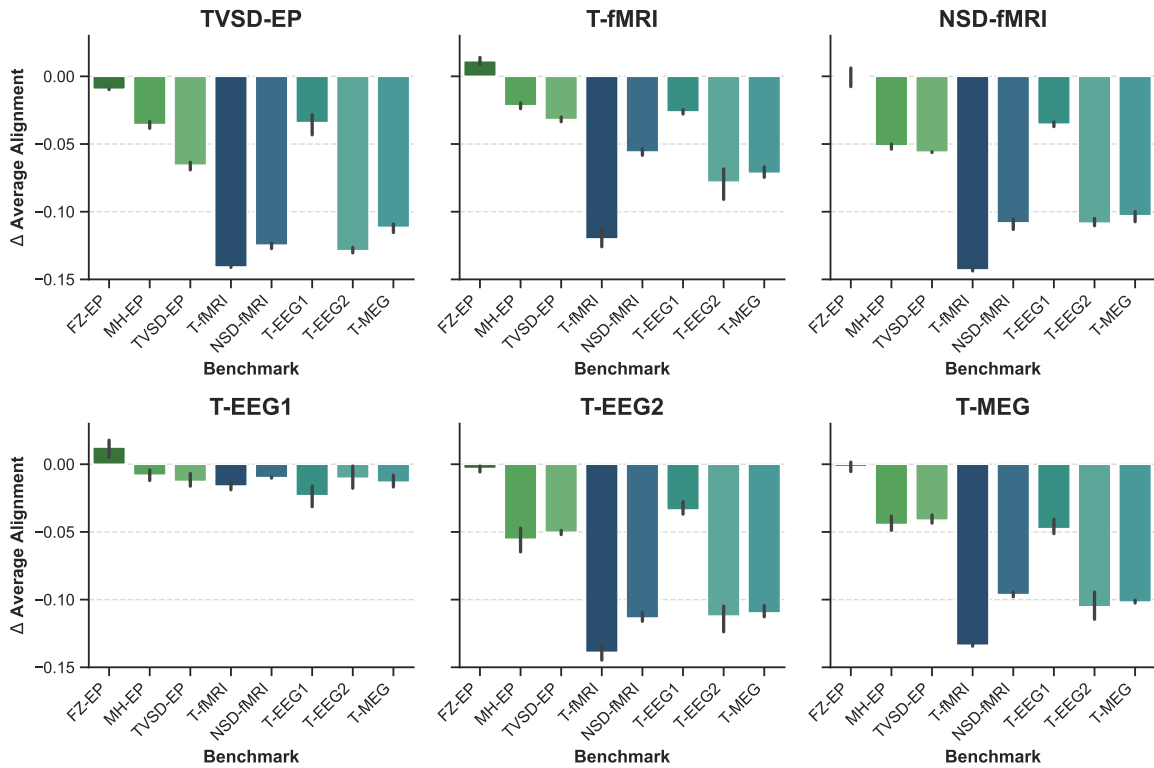 TVSD-EP
T-fMRI
NSD-fMRI
Δ Average Alignment
0.00
−0.05
−0.10
−0.15
FZ-EP
MH-EP
TVSD-EP
T-fMRI
NSD-fMRI
T-EEG1
T-EEG2
T-MEG
Benchmark
FZ-EP
MH-EP
TVSD-EP
T-fMRI
NSD-fMRI
T-EEG1
T-EEG2
T-MEG
Benchmark
FZ-EP
MH-EP
TVSD-EP
T-fMRI
NSD-fMRI
T-EEG1
T-EEG2
T-MEG
Benchmark
T-EEG1
T-EEG2
T-MEG
Δ Average Alignment
0.00
−0.05
−0.10
−0.15
FZ-EP
MH-EP
TVSD-EP
T-fMRI
NSD-fMRI
T-EEG1
T-EEG2
T-MEG
Benchmark
FZ-EP
MH-EP
TVSD-EP
T-fMRI
NSD-fMRI
T-EEG1
T-EEG2
T-MEG
Benchmark
FZ-EP
MH-EP
TVSD-EP
T-fMRI
NSD-fMRI
T-EEG1
T-EEG2
T-MEG
Benchmark